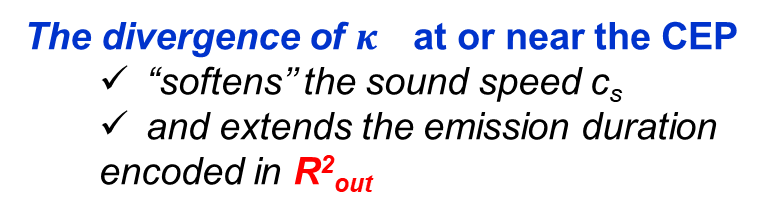 The divergence of κ at or near the CEP
✓ “softens” the sound speed cₛ
✓ and extends the emission duration
encoded in R²out